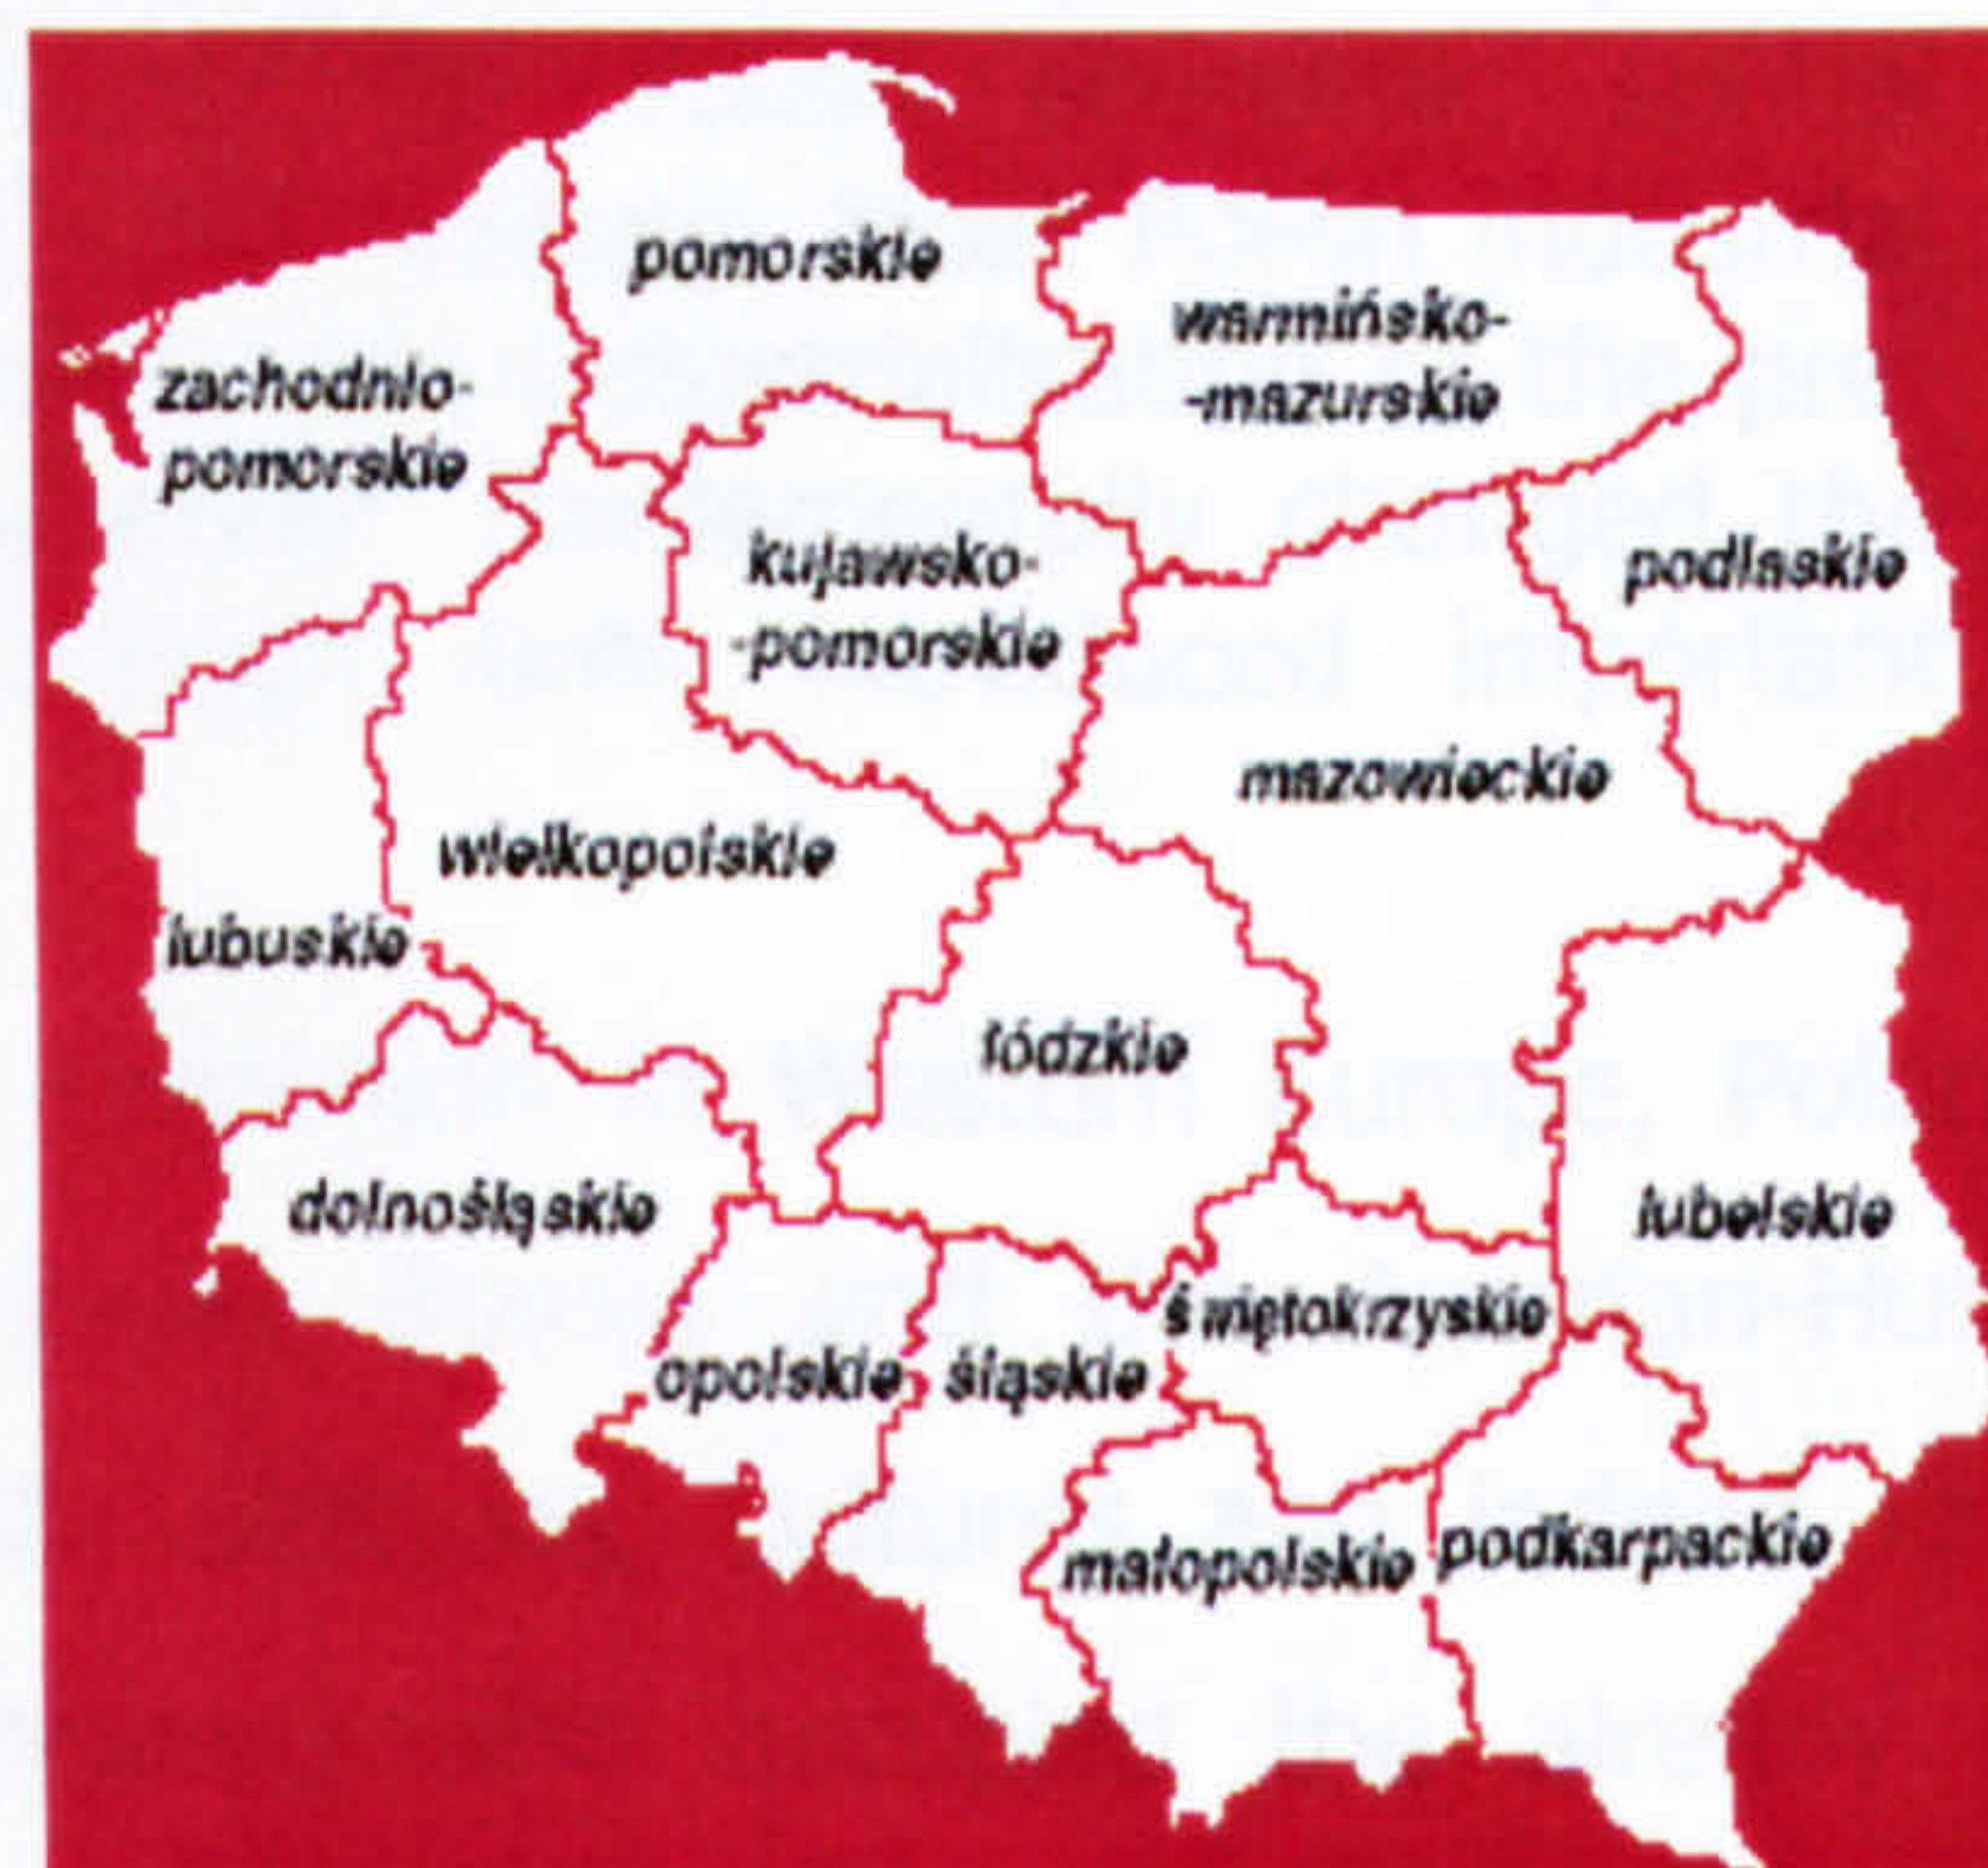 pomorskie
warmińsko-
-mazurskie
zachodnio-
pomorskie
kujawsko-
-pomorskie
podlaskie
mazowieckie
wielkopolskie
lubuskie
łódzkie
dolnośląskie
lubelskie
świętokrzyskie
opolskie
śląskie
małopolskie
podkarpackie